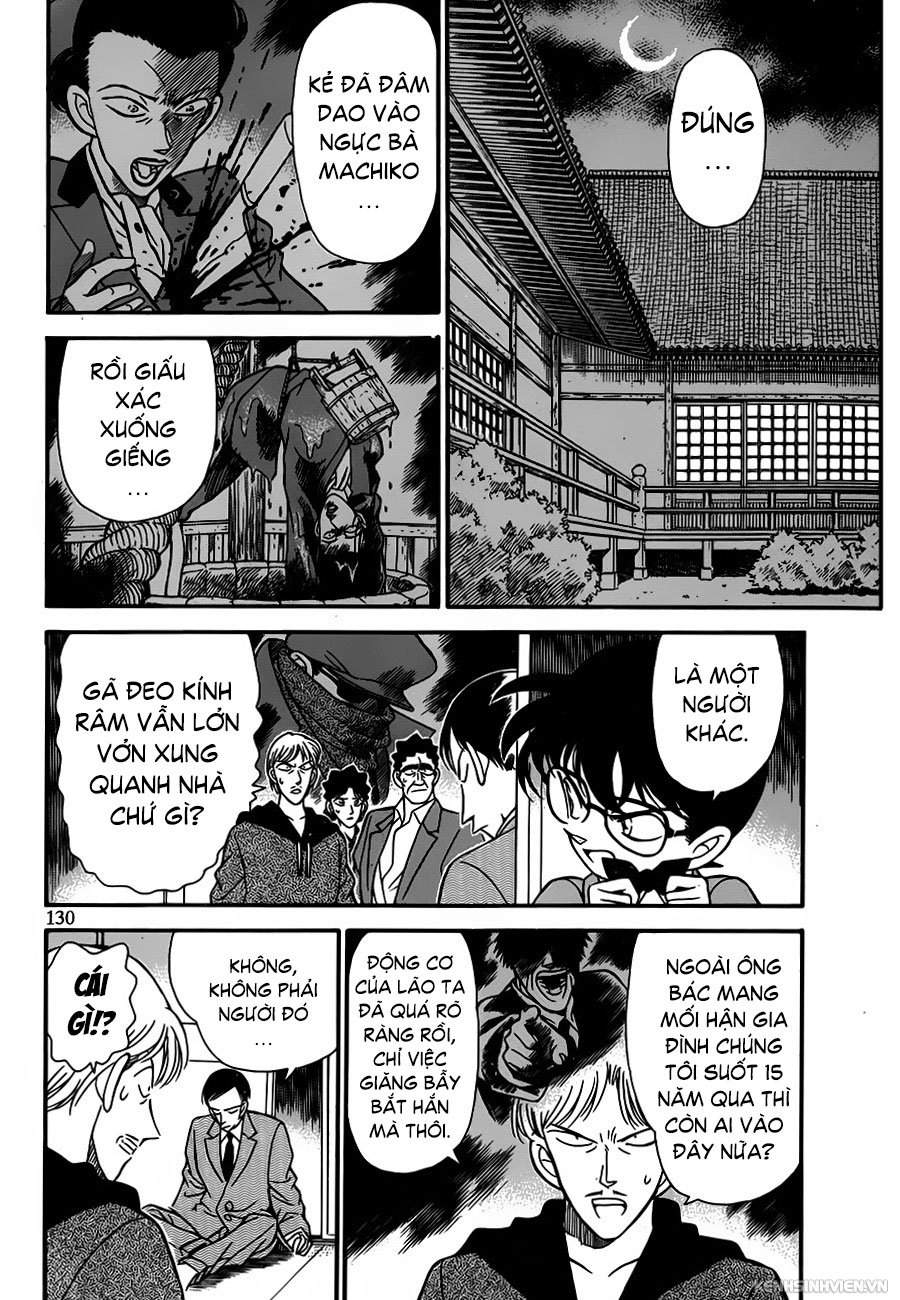 ĐÚNG
...
KẺ ĐÃ ĐÂM
DAO VÀO
NGỰC BÀ
MACHIKO
...
RỒI GIẤU
XÁC
XUỐNG
GIẾNG
...
LÀ MỘT
NGƯỜI
KHÁC.
GÃ ĐEO KÍNH
RÂM VẪN LỞN
VỞN XUNG
QUANH NHÀ
CHỨ GÌ?
130
NGOÀI ÔNG
BÁC MANG
MỐI HẬN GIA
ĐÌNH CHÚNG
TÔI SUỐT 15
NĂM QUA THÌ
CÒN AI VÀO
ĐÂY NỮA?
ĐỘNG CƠ
CỦA LÃO TA
ĐÃ QUÁ RÕ
RÀNG RỒI,
CHỈ VIỆC
GIĂNG BẪY
BẮT HẮN
MÀ THÔI.
KHÔNG,
KHÔNG PHẢI
NGƯỜI ĐÓ
...
CÁI
GÌ!?
KENHSINHVIEN.VN